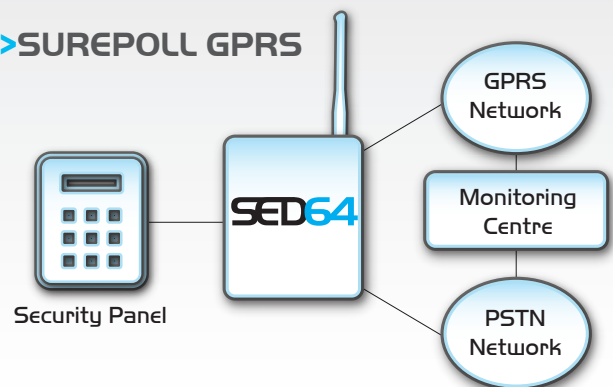 >SUREPOLL GPRS
GPRS
Network
SED64
Monitoring
Centre
Security Panel
PSTN
Network